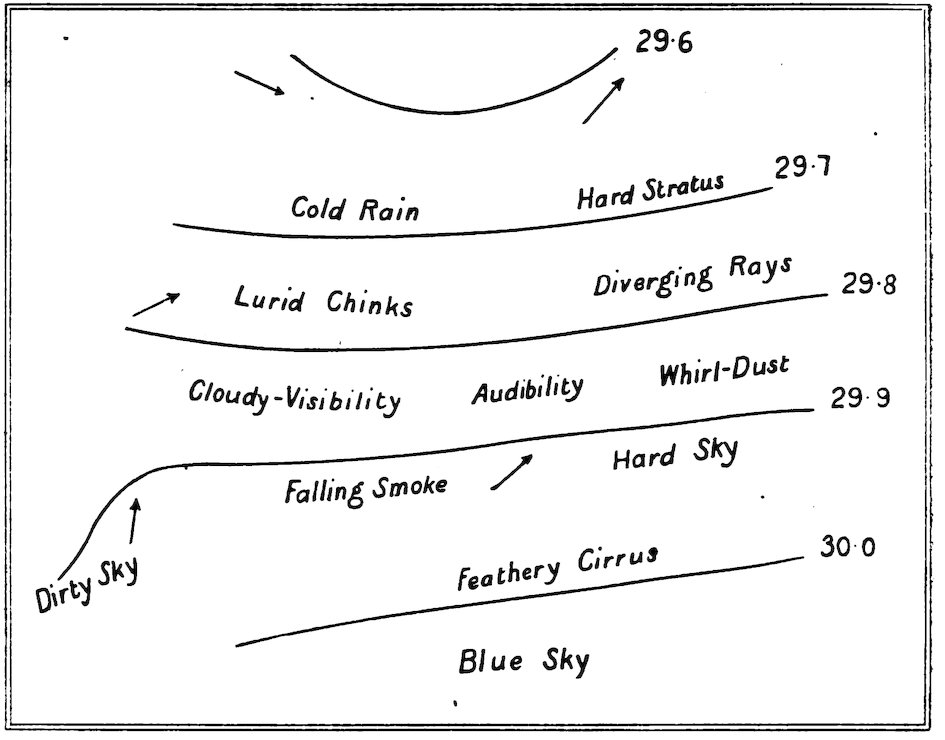 29·6
29·7
Cold Rain
Hard Stratus
Lurid Chinks
Diverging Rays
29·8
Cloudy-Visibility
Audibility
Whirl-Dust
29·9
Falling Smoke
Hard Sky
Dirty Sky
Feathery Cirrus
30·0
Blue Sky